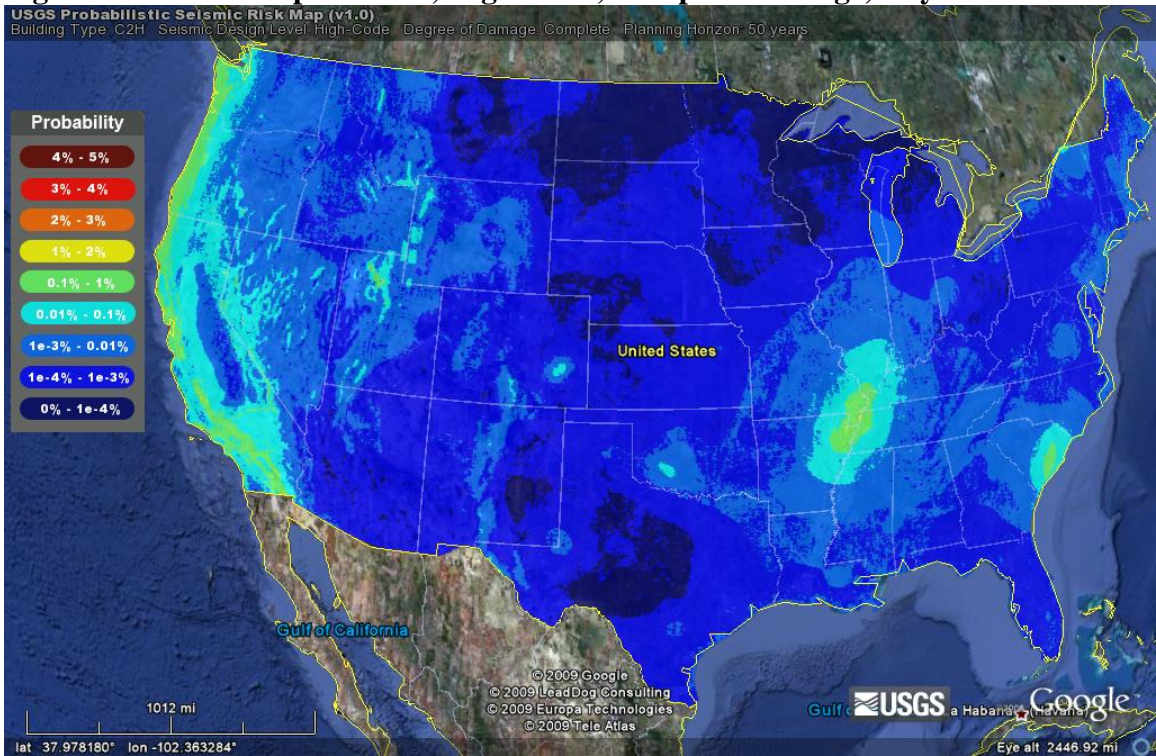 USGS Probabilistic Seismic Risk Map (v1.0)
Building Type: C2H Seismic Design Level: High-Code Degree of Damage: Complete Planning Horizon: 50 years
Probability
4% - 5%
3% - 4%
2% - 3%
1% - 2%
0.1% - 1%
0.01% - 0.1%
1e-3% - 0.01%
1e-4% - 1e-3%
0% - 1e-4%
United States
Gulf of California
© 2009 Google
© 2009 LeadDog Consulting
© 2009 Europa Technologies
© 2009 Tele Atlas
1012 mi
Gulf
USGS
a Habana (Havana)
Google
lat 37.978180° lon -102.363284°
Eye alt 2446.92 mi